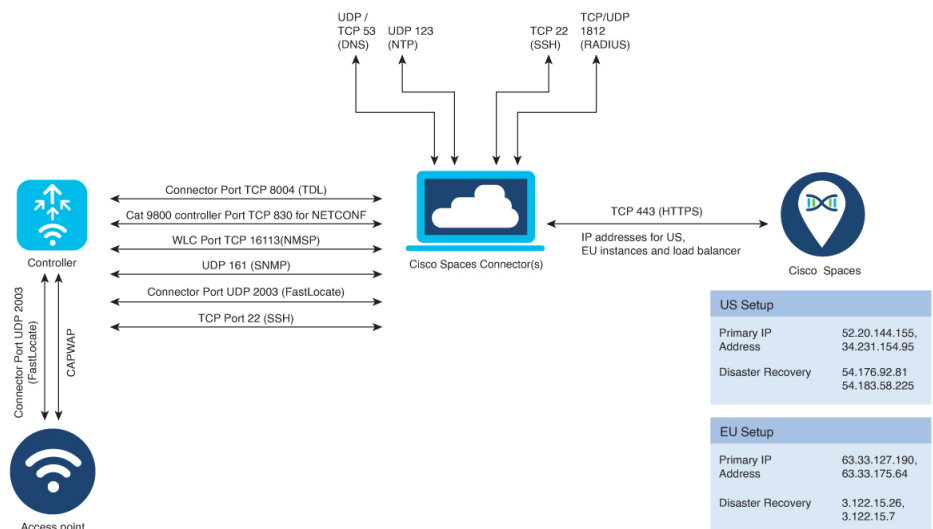 UDP /
TCP 53
(DNS)
UDP 123
(NTP)
TCP 22
(SSH)
TCP/UDP
1812
(RADIUS)
Connector Port TCP 8004 (TDL)
Cat 9800 controller Port TCP 830 for NETCONF
WLC Port TCP 16113(NMSP)
UDP 161 (SNMP)
Connector Port UDP 2003 (FastLocate)
TCP Port 22 (SSH)
Controller
Cisco Spaces Connector(s)
TCP 443 (HTTPS)
IP addresses for US,
EU instances and load balancer
Cisco Spaces
Connector Port UDP 2003
(FastLocate)
CAPWAP
Access point
US Setup
Primary IP
Address
52.20.144.155,
34.231.154.95
Disaster Recovery
54.176.92.81
54.183.58.225
EU Setup
Primary IP
Address
63.33.127.190,
63.33.175.64
Disaster Recovery
3.122.15.26,
3.122.15.7